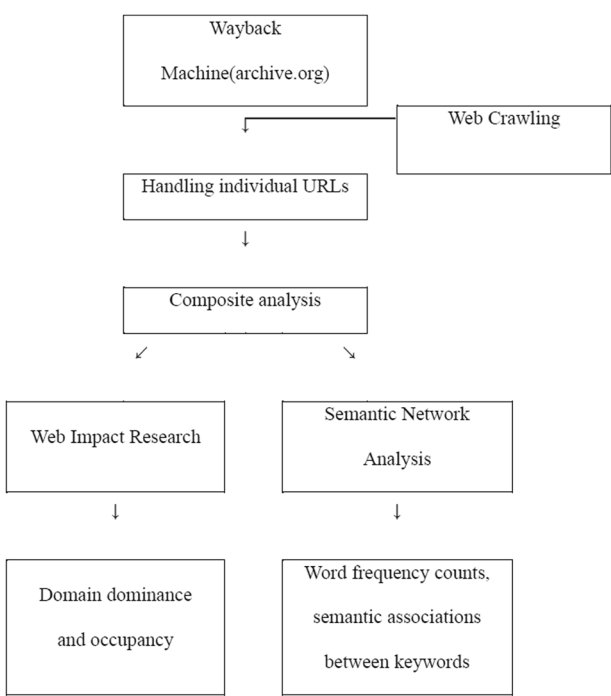 Wayback
Machine(archive.org)
Web Crawling
Handling individual URLs
Composite analysis
Web Impact Research
Semantic Network
Analysis
Domain dominance
and occupancy
Word frequency counts,
semantic associations
between keywords